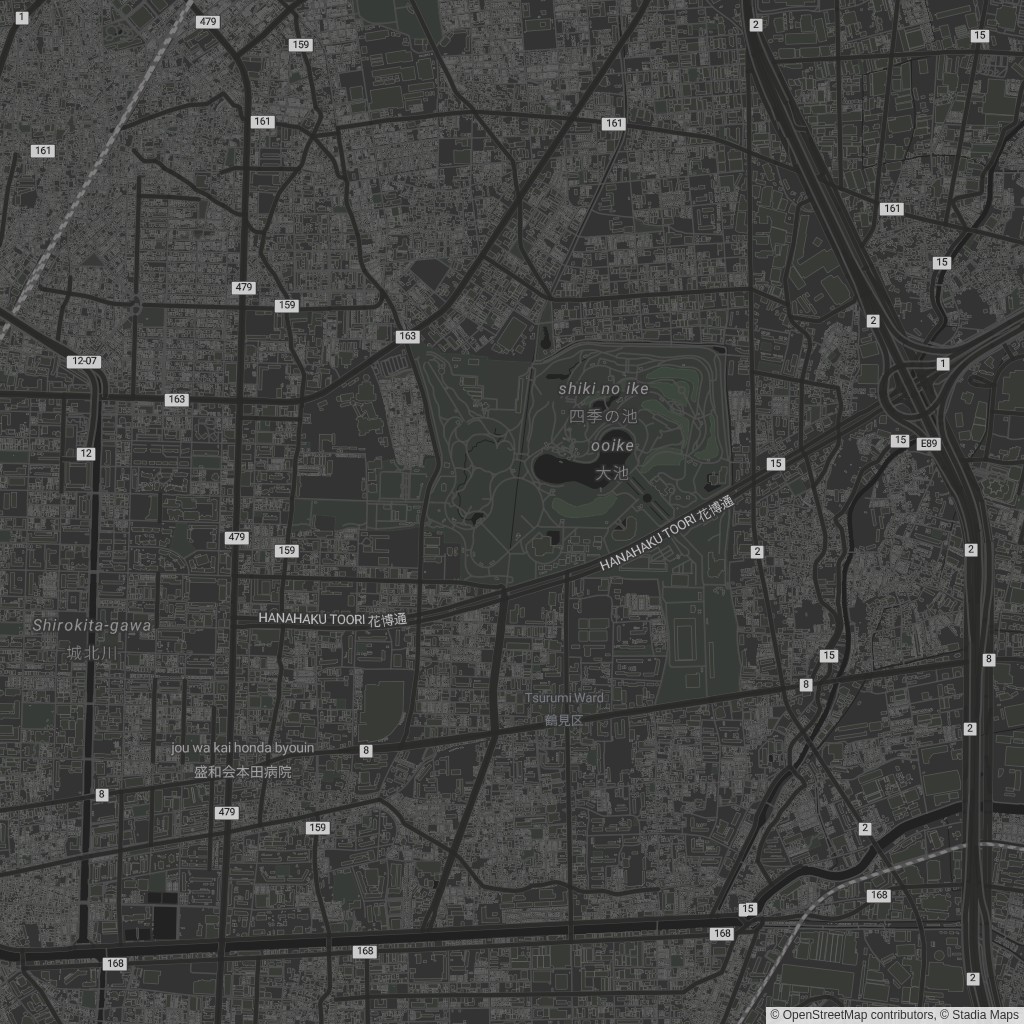 1
479
159
2
15
161
161
161
161
15
479
159
2
163
12-07
1
163
shiki no ike
四季の池
ooike
大池
12
15
E89
15
479
159
HANAHAKU TOORI 花博通
2
2
HANAHAKU TOORI 花博通
Shirokita-gawa
城北川
15
8
8
Tsurumi Ward
鶴見区
2
jou wa kai honda byouin
盛和会本田病院
8
8
479
159
2
168
15
168
168
168
2
© OpenStreetMap contributors, © Stadia Maps